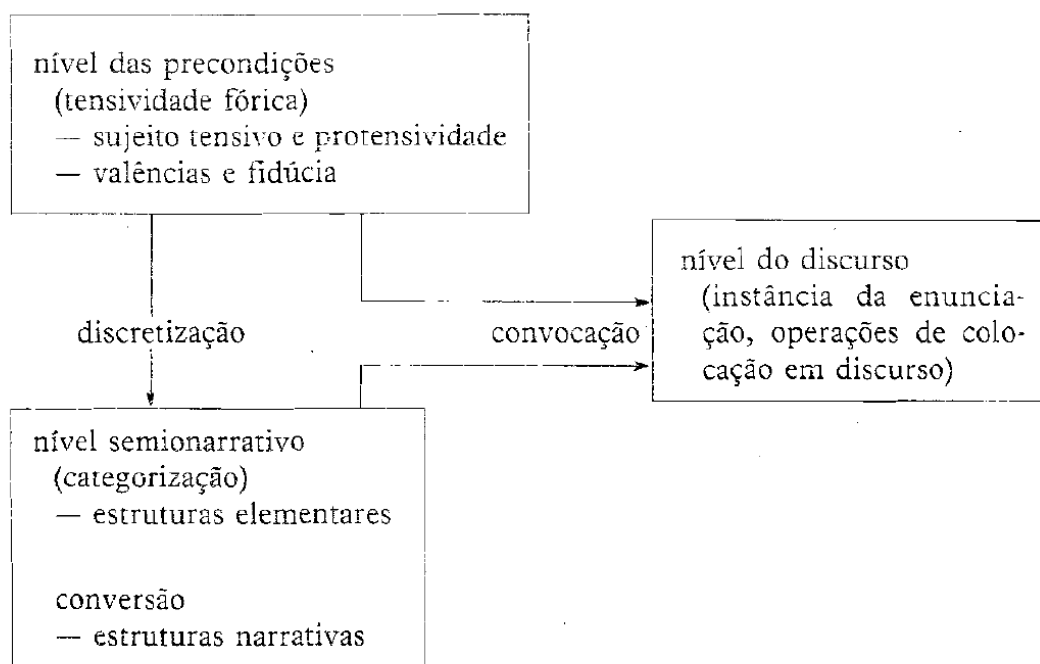 nível das precondições
(tensividade fórica)
— sujeito tensivo e protensividade
— valências e fidúcia
discretização
convocação
nível do discurso
(instância da enuncia-
ção, operações de colo-
cação em discurso)
nível semionarrativo
(categorização)
— estruturas elementares
conversão
— estruturas narrativas